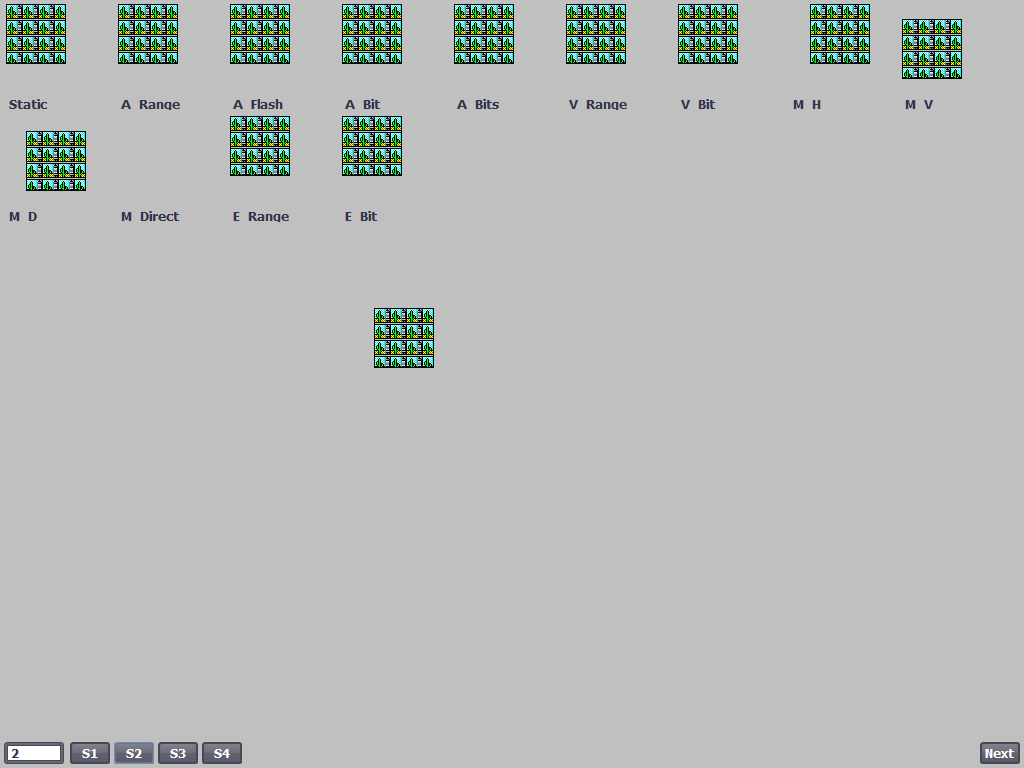 Static A Range A Flash A Bit A Bits V Range V Bit M H M V
M D M Direct E Range E Bit
2 S1 S2 S3 S4 Next